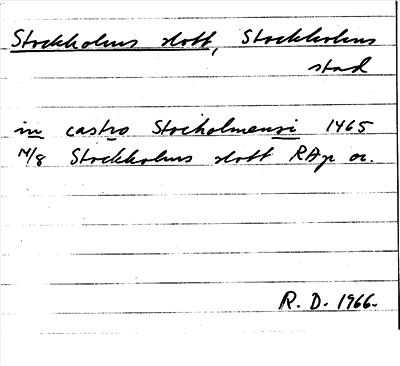 Stockholms slott, Stockholms
stad
in castro Stocholmensi 1465
14/8 Stockholms slott RAp or.
R. D. 1966.